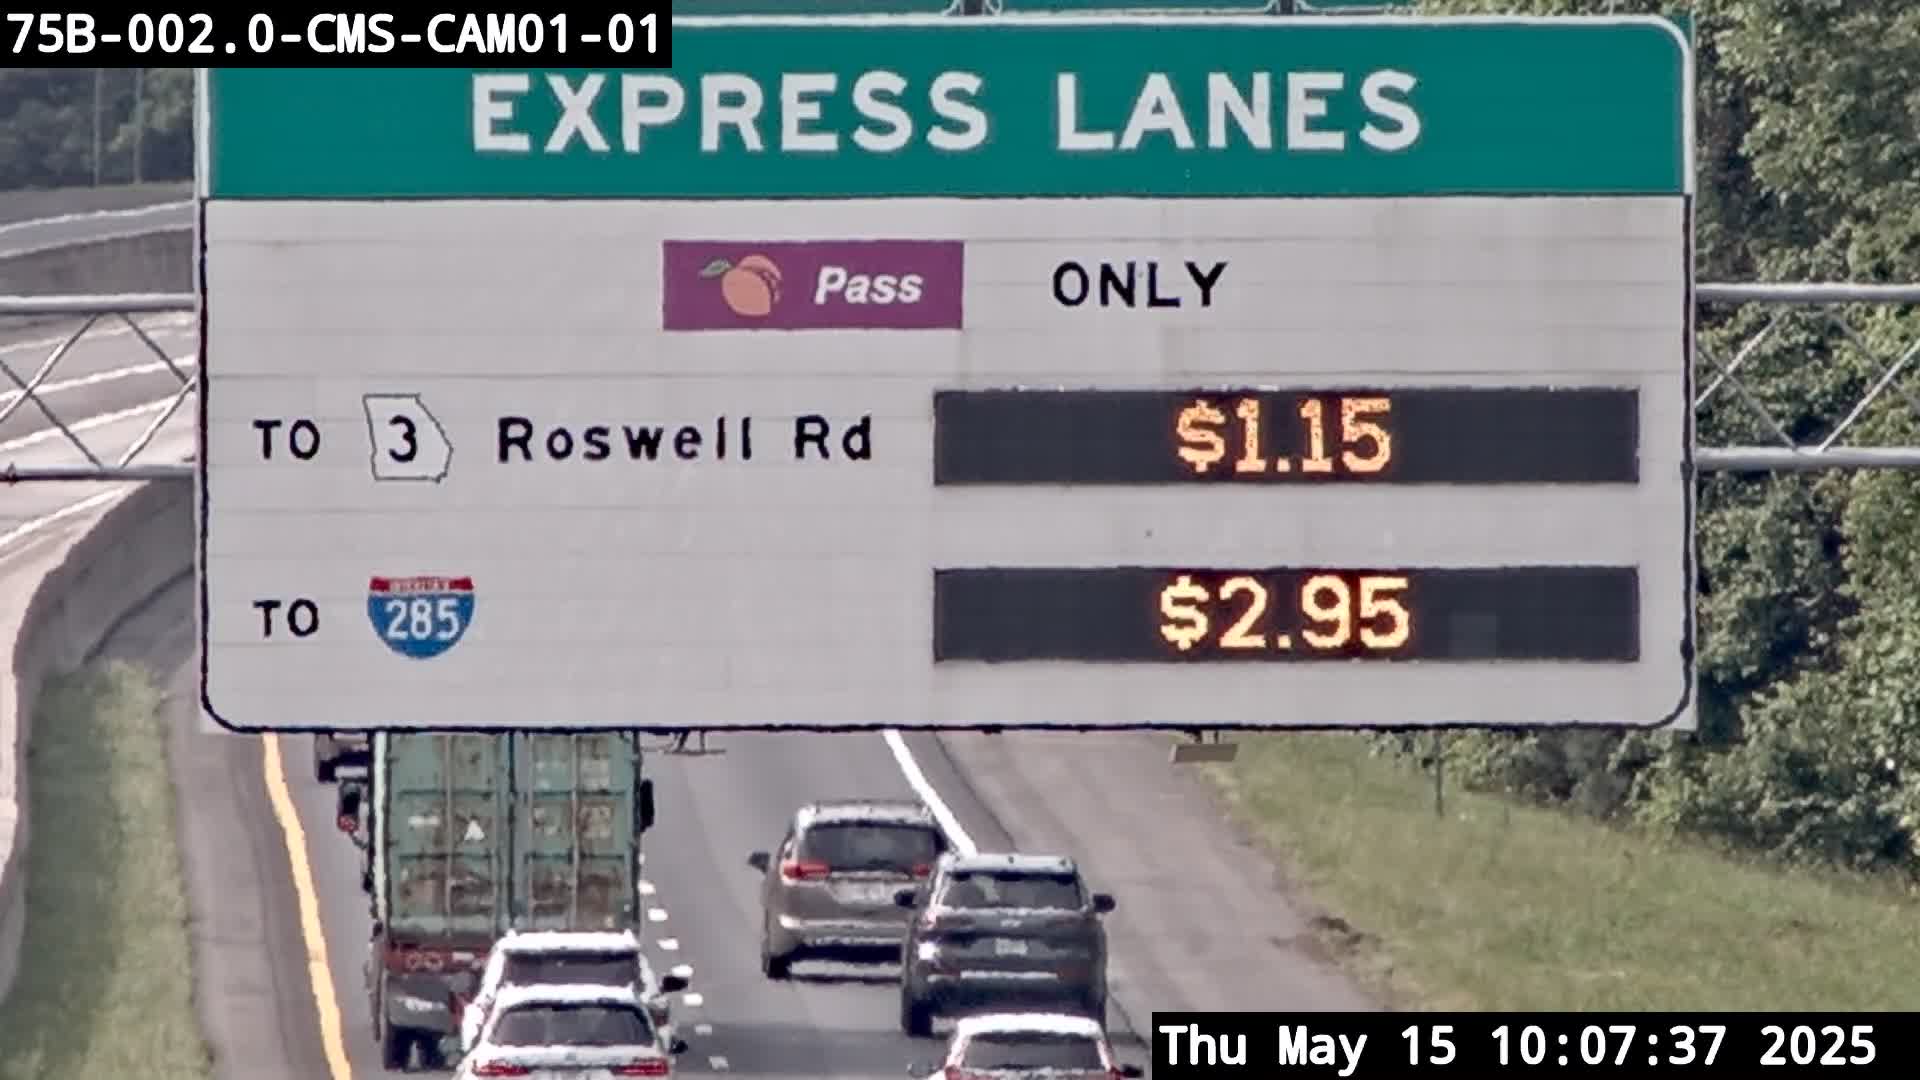 75B-002.0-CMS-CAM01-01
EXPRESS LANES
Pass ONLY
TO 3 Roswell Rd $1.15
TO 285 $2.95
Thu May 15 10:07:37 2025